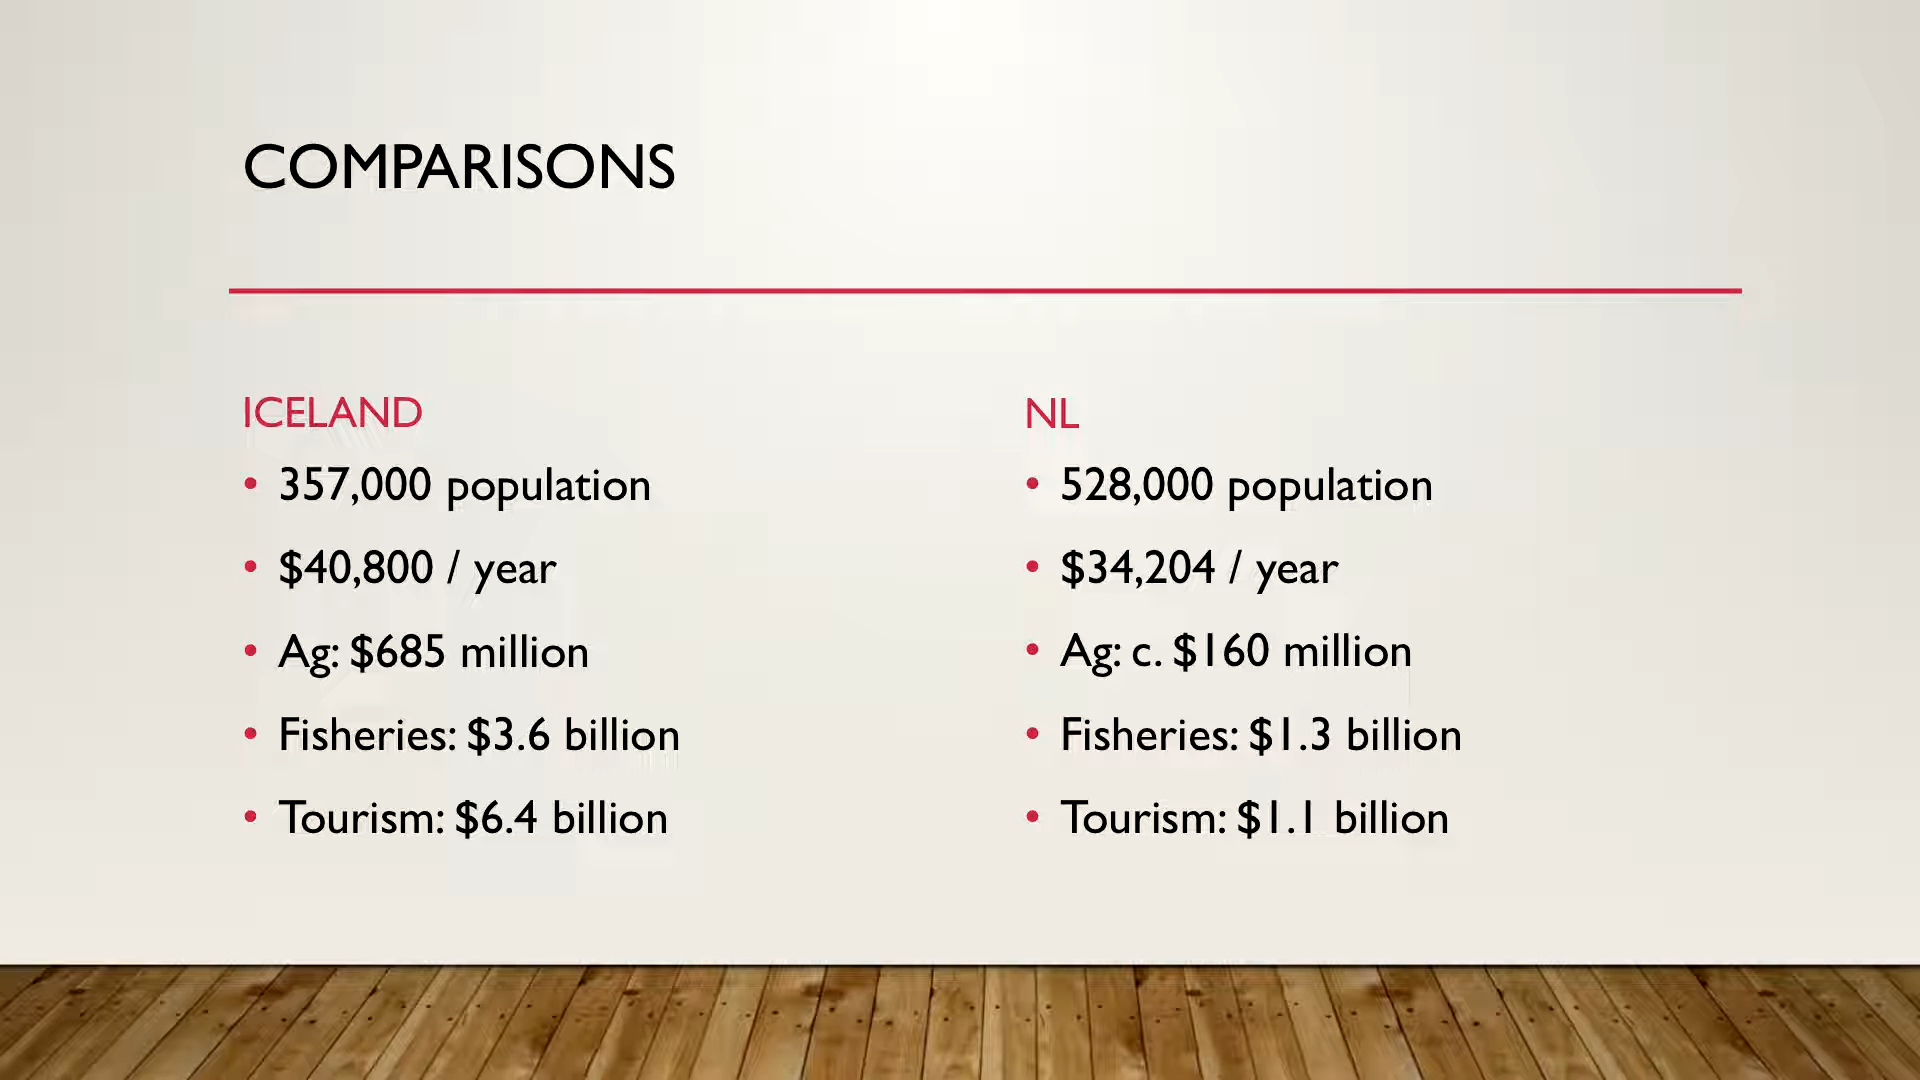 COMPARISONS
ICELAND
• 357,000 population
• $40,800 / year
• Ag: $685 million
• Fisheries: $3.6 billion
• Tourism: $6.4 billion
NL
• 528,000 population
• $34,204 / year
• Ag: c. $160 million
• Fisheries: $1.3 billion
• Tourism: $1.1 billion